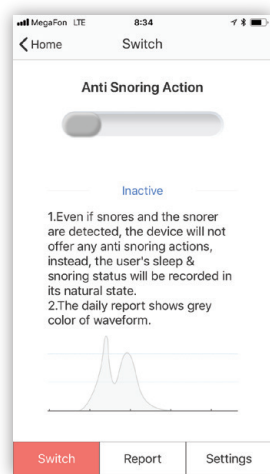 MegaFon LTE 8:34
Home Switch
Anti Snoring Action
Inactive
1.Even if snores and the snorer
are detected, the device will not
offer any anti snoring actions,
instead, the user's sleep &
snoring status will be recorded in
its natural state.
2.The daily report shows grey
color of waveform.
Switch Report Settings